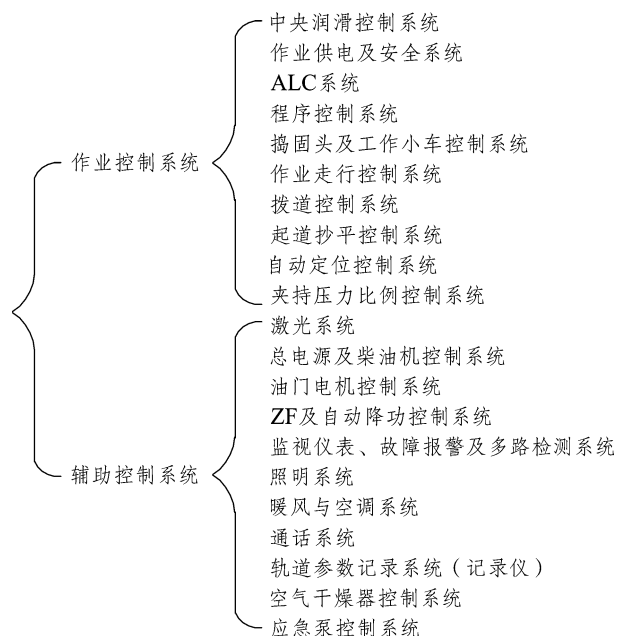 中央润滑控制系统
作业供电及安全系统
ALC系统
程序控制系统
捣固头及工作小车控制系统
作业控制系统
作业走行控制系统
拨道控制系统
起道抄平控制系统
自动定位控制系统
夹持压力比例控制系统
激光系统
总电源及柴油机控制系统
油门电机控制系统
ZF及自动降功控制系统
监视仪表、故障报警及多路检测系统
辅助控制系统
照明系统
暖风与空调系统
通话系统
轨道参数记录系统（记录仪）
空气干燥器控制系统
应急泵控制系统